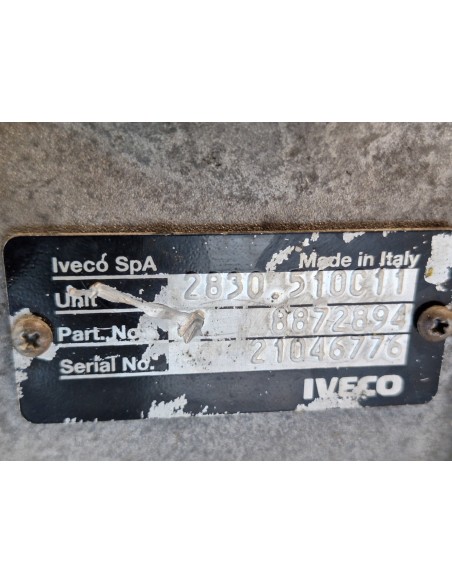 Iveco SpA Made in Italy
Unit 2830.510C11
Part. No. 8872894
Serial No. 21046776
IVECO